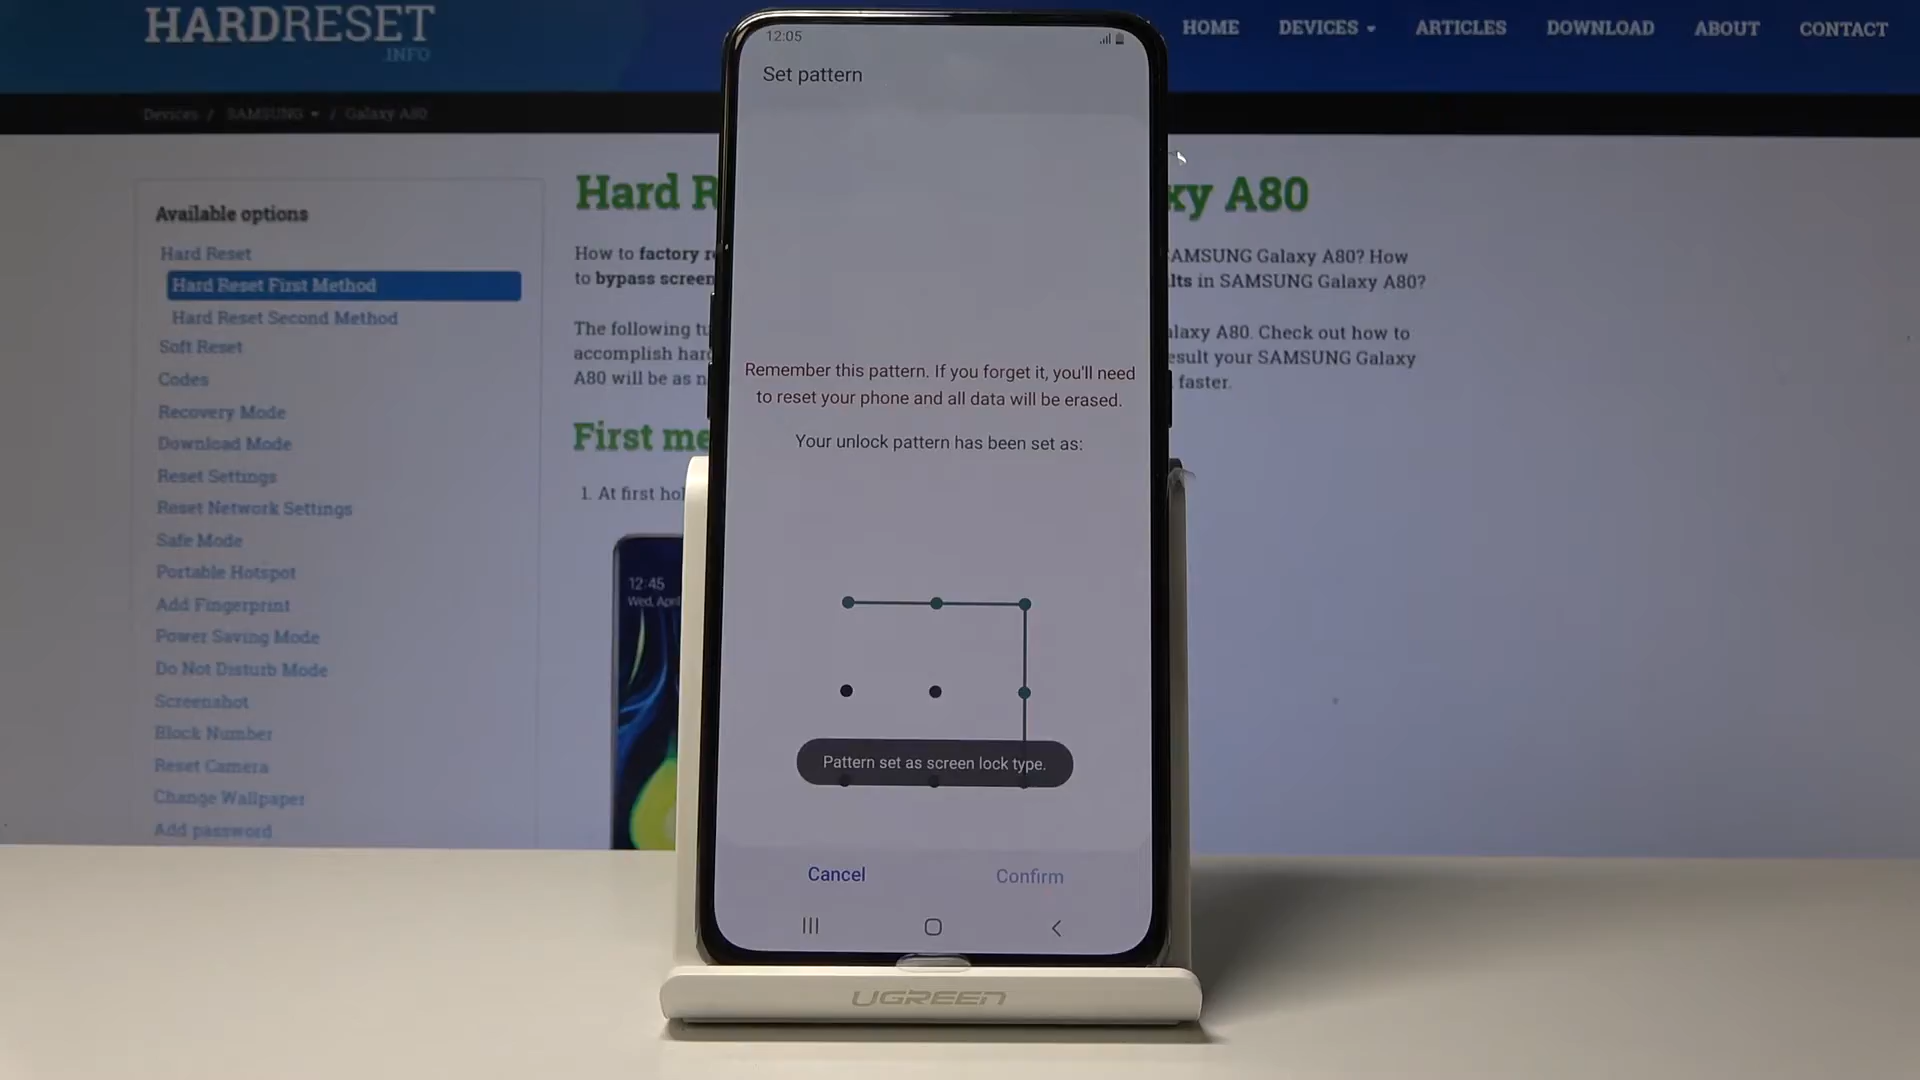 HARDRESET
.INFO
HOME DEVICES ARTICLES DOWNLOAD ABOUT CONTACT
Devices / SAMSUNG / Galaxy A80
Available options
Hard Reset
Hard Reset First Method
Hard Reset Second Method
Soft Reset
Codes
Recovery Mode
Download Mode
Reset Settings
Reset Network Settings
Safe Mode
Portable Hotspot
Add Fingerprint
Power Saving Mode
Do Not Disturb Mode
Screenshot
Block Number
Reset Camera
Change Wallpaper
Add password
Hard R
xy A80
How to factory r
AMSUNG Galaxy A80? How
to bypass screen
lts in SAMSUNG Galaxy A80?
The following tu
alaxy A80. Check out how to
accomplish har
esult your SAMSUNG Galaxy
A80 will be as n
faster.
First me
1. At first hol
12:45
Wed, Apri
12:05
Set pattern
Remember this pattern. If you forget it, you'll need
to reset your phone and all data will be erased.
Your unlock pattern has been set as:
Pattern set as screen lock type.
Cancel Confirm
UGREEN